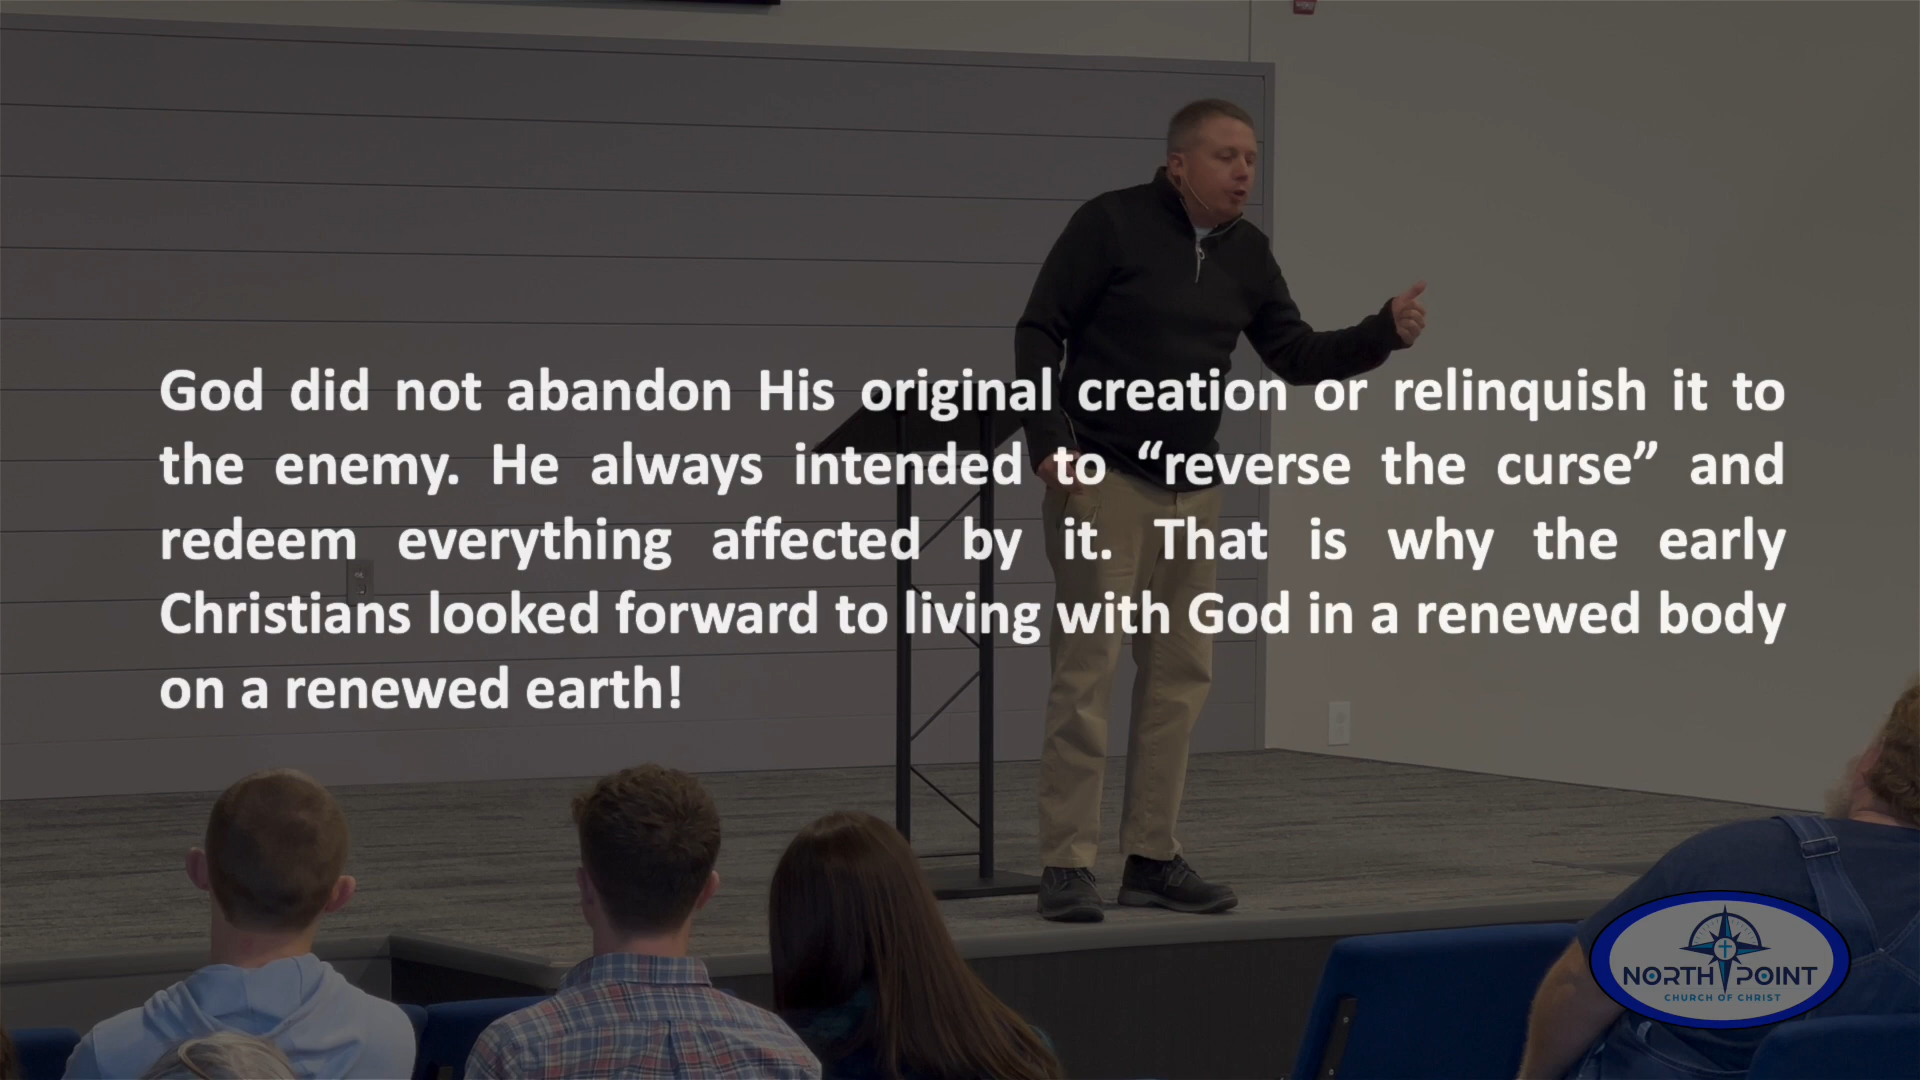 God did not abandon His original creation or relinquish it to
the enemy. He always intended to “reverse the curse” and
redeem everything affected by it. That is why the early
Christians looked forward to living with God in a renewed body
on a renewed earth!
NORTH POINT
CHURCH OF CHRIST